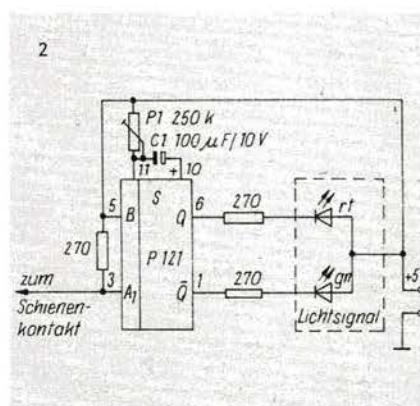 2
P1 250 k
C1 100 µF/10 V
11
+
10
5
B
S
Q
6
rt
270
P 121
270
270
zum
3
A1
Q̄
1
gn
+5
Schienen-
kontakt
Lichtsignal